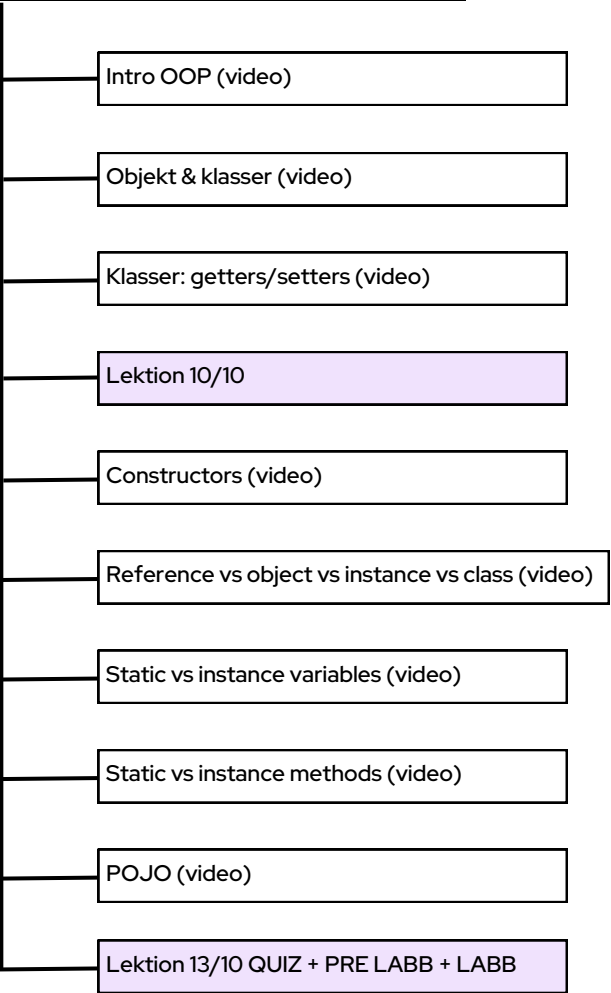 Intro OOP (video)
Objekt & klasser (video)
Klasser: getters/setters (video)
Lektion 10/10
Constructors (video)
Reference vs object vs instance vs class (video)
Static vs instance variables (video)
Static vs instance methods (video)
POJO (video)
Lektion 13/10 QUIZ + PRE LABB + LABB